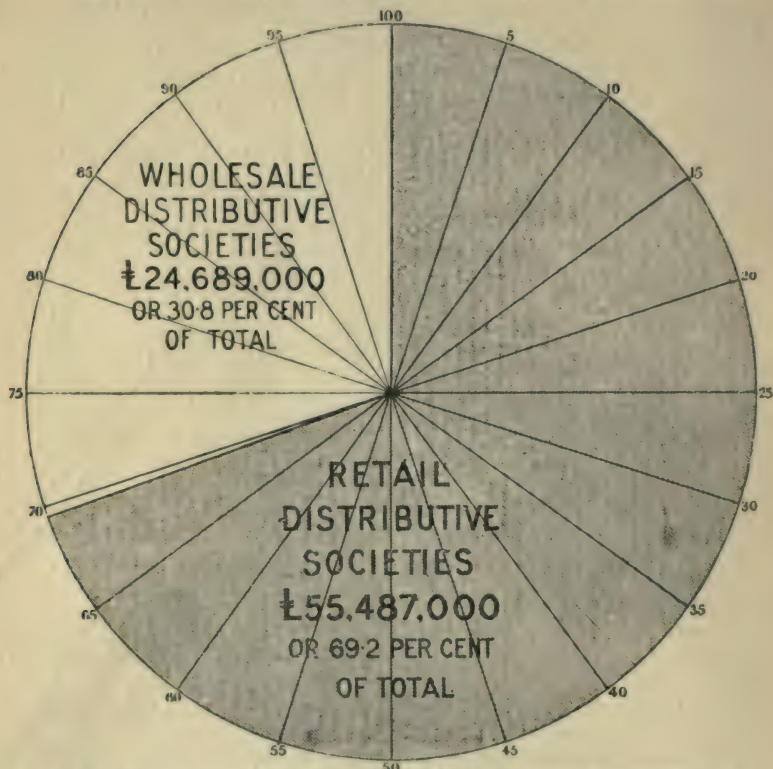 100
95
5
90
10
85
15
WHOLESALE
DISTRIBUTIVE
SOCIETIES
£24,689,000
OR 30·8 PER CENT
OF TOTAL
80
20
75
25
70
30
RETAIL
DISTRIBUTIVE
SOCIETIES
£55,487,000
OR 69·2 PER CENT
OF TOTAL
65
35
60
40
55
45
50